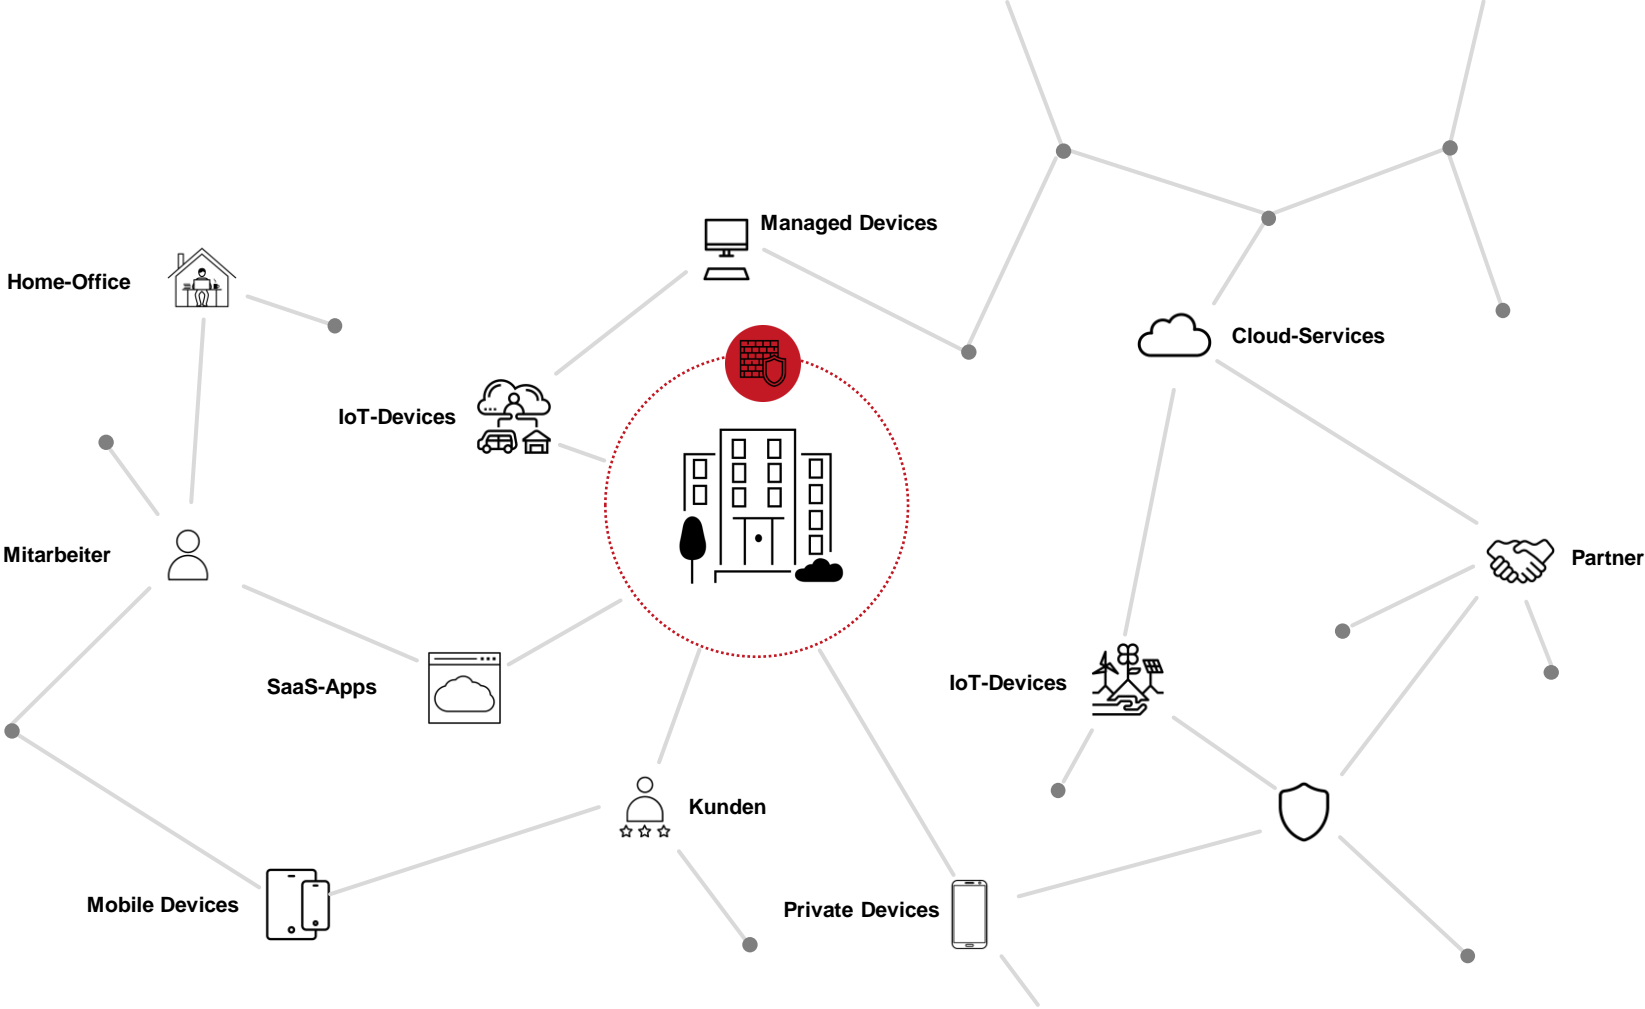 Managed Devices
Home-Office
Cloud-Services
IoT-Devices
Mitarbeiter
Partner
SaaS-Apps
IoT-Devices
Kunden
Mobile Devices
Private Devices